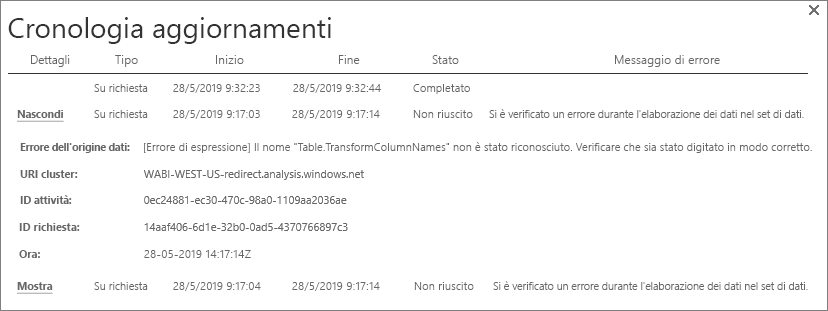 Cronologia aggiornamenti
Dettagli Tipo Inizio Fine Stato Messaggio di errore
Su richiesta 28/5/2019 9:32:23 28/5/2019 9:32:44 Completato
Nascondi Su richiesta 28/5/2019 9:17:03 28/5/2019 9:17:14 Non riuscito Si è verificato un errore durante l'elaborazione dei dati nel set di dati.
Errore dell'origine dati: [Errore di espressione] Il nome "Table.TransformColumnNames" non è stato riconosciuto. Verificare che sia stato digitato in modo corretto.
URI cluster: WABI-WEST-US-redirect.analysis.windows.net
ID attività: 0ec24881-ec30-470c-98a0-1109aa2036ae
ID richiesta: 14aaf406-6d1e-32b0-0ad5-4370766897c3
Ora: 28-05-2019 14:17:14Z
Mostra Su richiesta 28/5/2019 9:17:04 28/5/2019 9:17:14 Non riuscito Si è verificato un errore durante l'elaborazione dei dati nel set di dati.